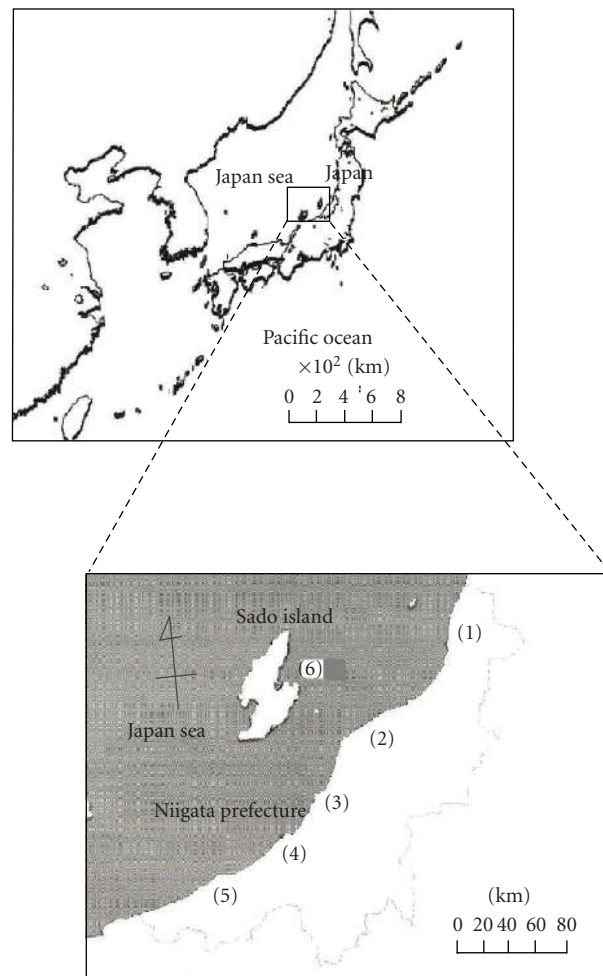 Japan sea
Japan
Pacific ocean
×10² (km)
0 2 4 6 8
Sado island
(1)
(6)
Japan sea
(2)
Niigata prefecture
(3)
(4)
(5)
(km)
0 20 40 60 80